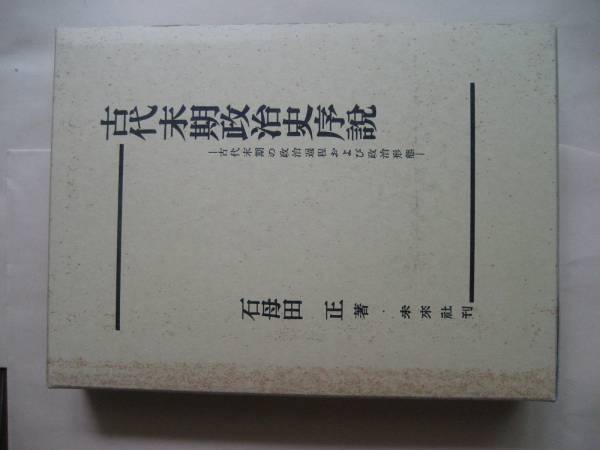 古代末期政治史序説
―古代末期の政治過程および政治形態―
石母田 正 著・未來社刊